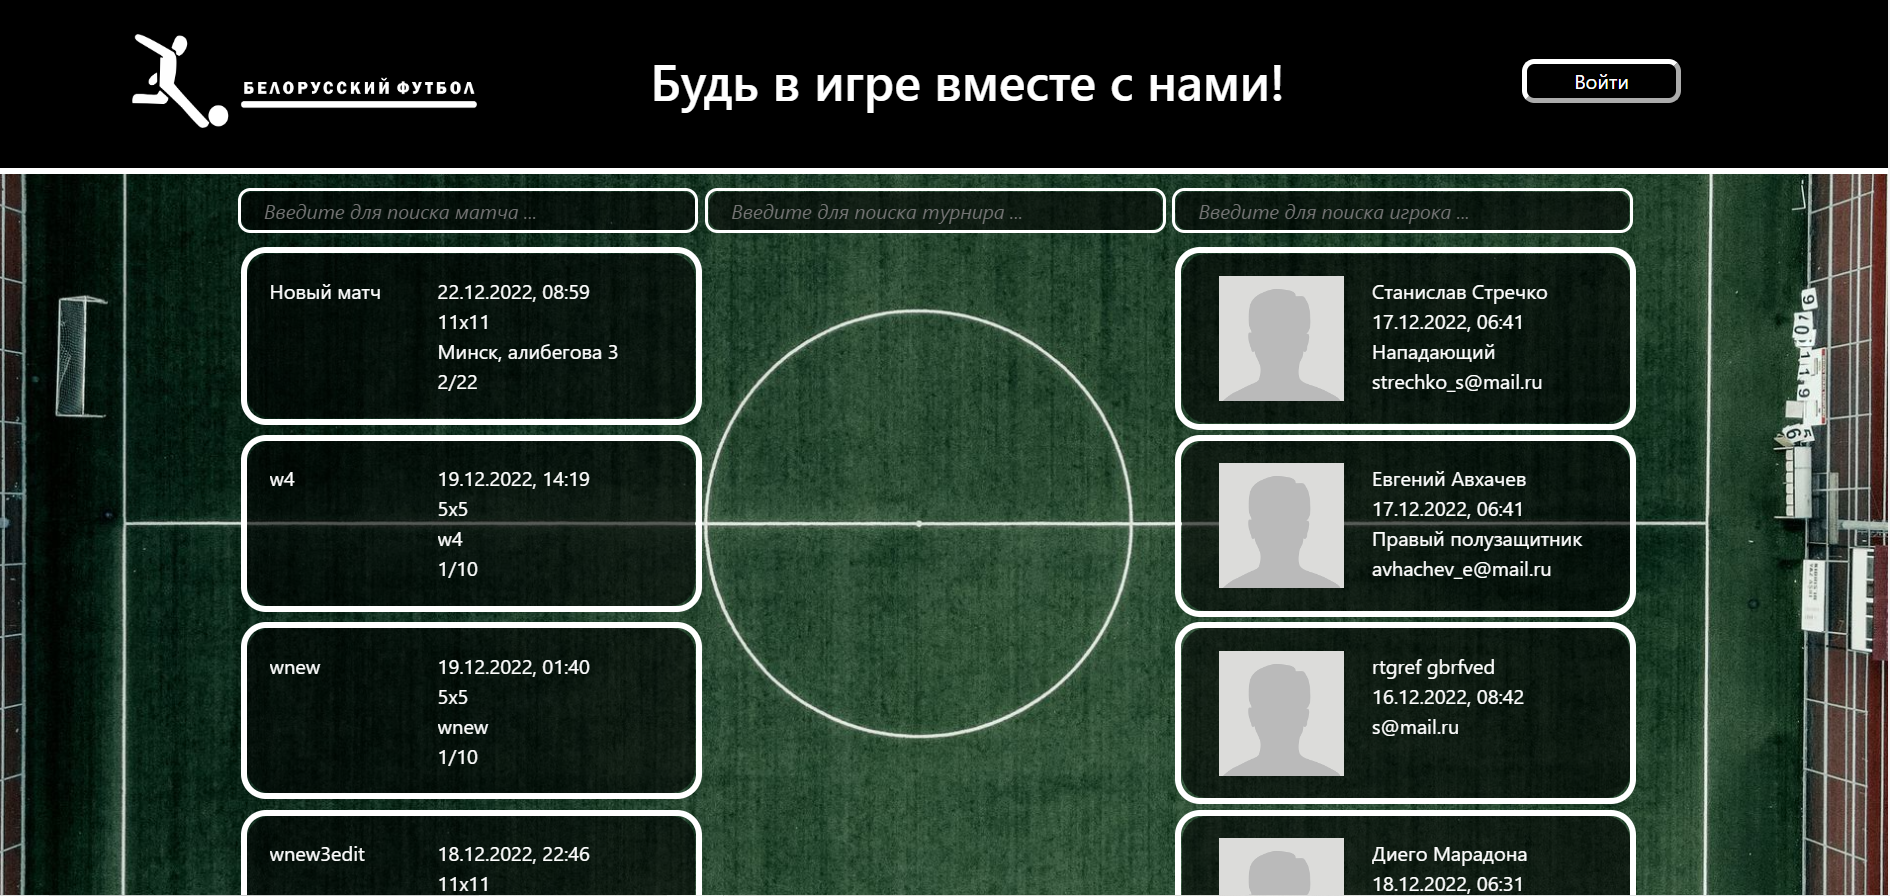 БЕЛОРУССКИЙ ФУТБОЛ
Будь в игре вместе с нами!
Войти
Введите для поиска матча ...
Введите для поиска турнира ...
Введите для поиска игрока ...
Новый матч
22.12.2022, 08:59
11x11
Минск, алибегова 3
2/22
w4
19.12.2022, 14:19
5x5
w4
1/10
wnew
19.12.2022, 01:40
5x5
wnew
1/10
wnew3edit
18.12.2022, 22:46
11x11
Станислав Стречко
17.12.2022, 06:41
Нападающий
strechko_s@mail.ru
Евгений Авхачев
17.12.2022, 06:41
Правый полузащитник
avhachev_e@mail.ru
rtgref gbrfved
16.12.2022, 08:42
s@mail.ru
Диего Марадона
18.12.2022, 06:31